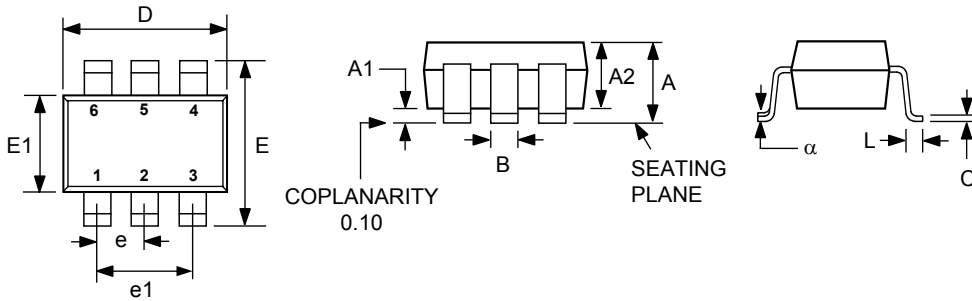 D
6 5 4
E1
E
1 2 3
e
e1
A1
A2
A
B
COPLANARITY
0.10
SEATING
PLANE
α
L
C